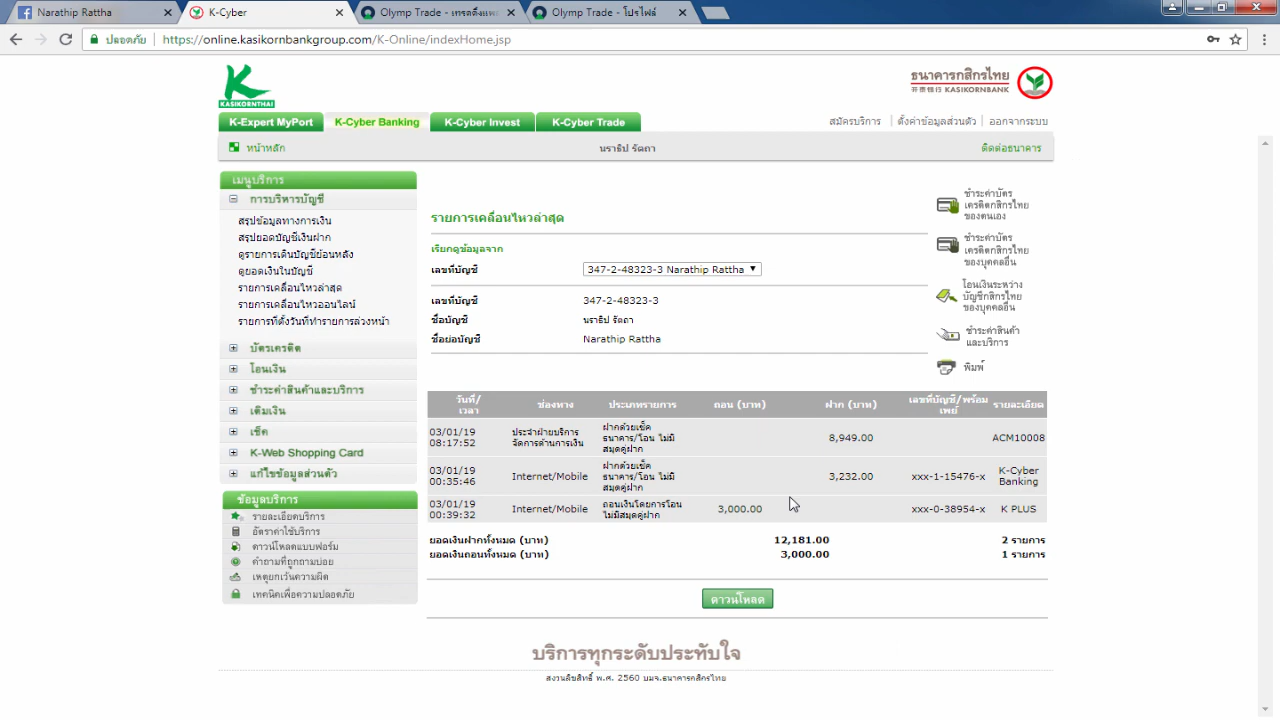 Narathip Rattha
K-Cyber
Olymp Trade - เทรดดิ้งแพ
Olymp Trade - โปรไฟล์
ปลอดภัย
https://online.kasikornbankgroup.com/K-Online/indexHome.jsp
KASIKORNTHAI
ธนาคารกสิกรไทย
开泰银行 KASIKORNBANK
K-Expert MyPort
K-Cyber Banking
K-Cyber Invest
K-Cyber Trade
สมัครบริการ
ตั้งค่าข้อมูลส่วนตัว
ออกจากระบบ
หน้าหลัก
นราธิป รัตถา
ติดต่อธนาคาร
เมนูบริการ
การบริหารบัญชี
สรุปข้อมูลทางการเงิน
สรุปยอดบัญชีเงินฝาก
ดูรายการเดินบัญชีย้อนหลัง
ดูยอดเงินในบัญชี
รายการเคลื่อนไหวล่าสุด
รายการเคลื่อนไหวออนไลน์
รายการที่ตั้งวันที่ทำรายการล่วงหน้า
บัตรเครดิต
โอนเงิน
ชำระค่าสินค้าและบริการ
เติมเงิน
เช็ค
K-Web Shopping Card
แก้ไขข้อมูลส่วนตัว
ข้อมูลบริการ
รายละเอียดบริการ
อัตราค่าใช้บริการ
ดาวน์โหลดแบบฟอร์ม
คำถามที่ถูกถามบ่อย
เหตุยกเว้นความผิด
เทคนิคเพื่อความปลอดภัย
รายการเคลื่อนไหวล่าสุด
เรียกดูข้อมูลจาก
เลขที่บัญชี 347-2-48323-3 Narathip Rattha
เลขที่บัญชี 347-2-48323-3
ชื่อบัญชี นราธิป รัตถา
ชื่อย่อบัญชี Narathip Rattha
ชำระค่าบัตร
เครดิตกสิกรไทย
ของตนเอง
ชำระค่าบัตร
เครดิตกสิกรไทย
ของบุคคลอื่น
โอนเงินระหว่าง
บัญชีกสิกรไทย
ของบุคคลอื่น
ชำระค่าสินค้า
และบริการ
พิมพ์
วันที่/
เวลา
ช่องทาง
ประเภทรายการ
ถอน (บาท)
ฝาก (บาท)
เลขที่บัญชี/พร้อม
เพย์
รายละเอียด
03/01/19
08:17:52
ประจำฝ่ายบริการ
จัดการด้านการเงิน
ฝากด้วยเช็ค
ธนาคาร/โอน ไม่มี
สมุดคู่ฝาก
8,949.00
ACM10008
03/01/19
00:35:46
Internet/Mobile
ฝากด้วยเช็ค
ธนาคาร/โอน ไม่มี
สมุดคู่ฝาก
3,232.00
xxx-1-15476-x
K-Cyber
Banking
03/01/19
00:39:32
Internet/Mobile
ถอนเงินโดยการโอน
ไม่มีสมุดคู่ฝาก
3,000.00
xxx-0-38954-x
K PLUS
ยอดเงินฝากทั้งหมด (บาท) 12,181.00 2 รายการ
ยอดเงินถอนทั้งหมด (บาท) 3,000.00 1 รายการ
ดาวน์โหลด
บริการทุกระดับประทับใจ
สงวนลิขสิทธิ์ พ.ศ. 2560 บมจ.ธนาคารกสิกรไทย